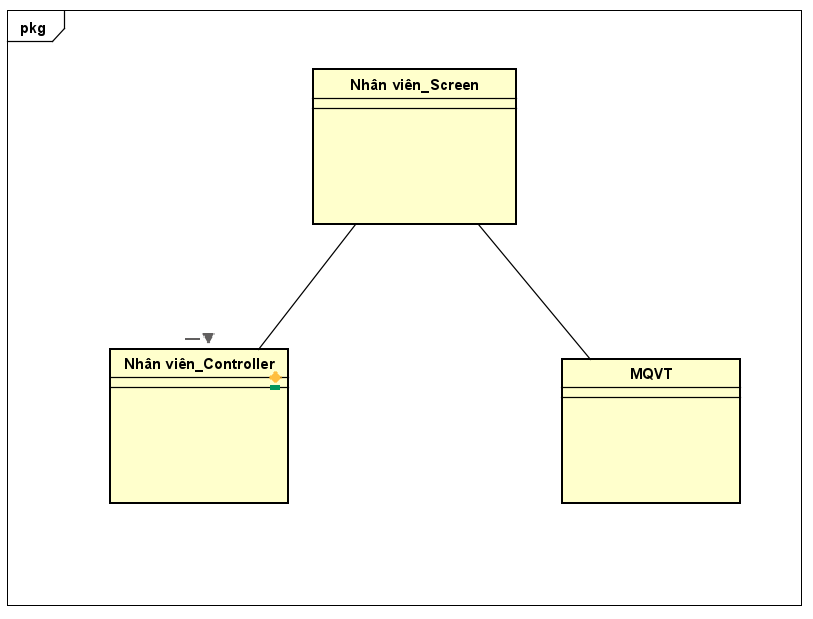 pkg
Nhân viên_Screen
Nhân viên_Controller
MQVT